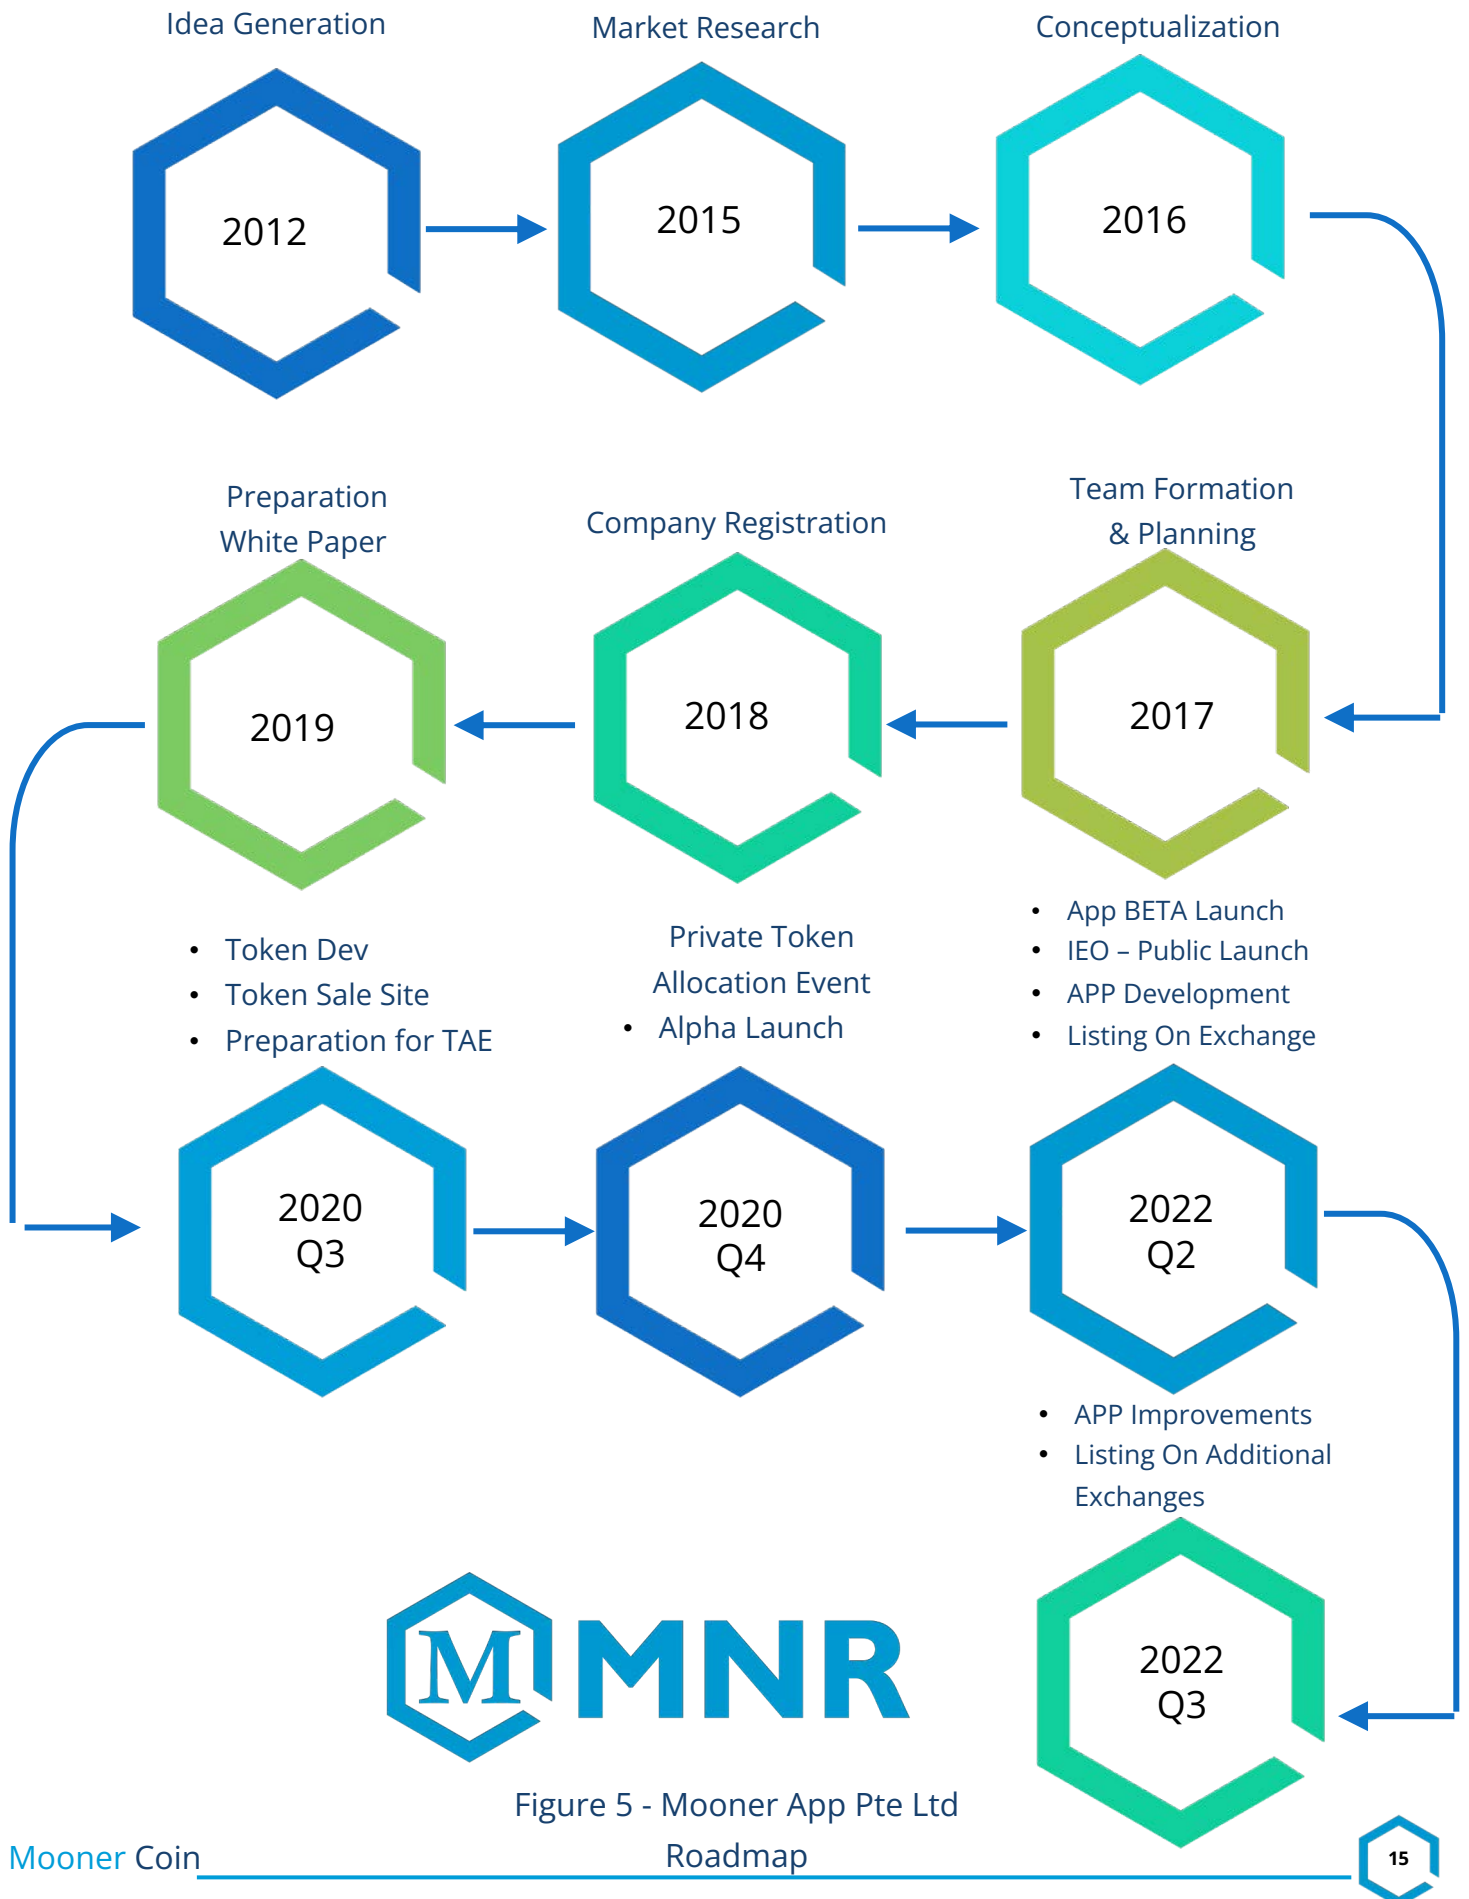 Idea Generation
Market Research
Conceptualization
2012
2015
2016
Team Formation
& Planning
Company Registration
Preparation
White Paper
2017
2018
2019
• Token Dev
• Token Sale Site
• Preparation for TAE
Private Token
Allocation Event
• Alpha Launch
• App BETA Launch
• IEO – Public Launch
• APP Development
• Listing On Exchange
2020
Q3
2020
Q4
2022
Q2
• APP Improvements
• Listing On Additional
Exchanges
2022
Q3
M MNR
Figure 5 - Mooner App Pte Ltd
Roadmap
Mooner Coin
15